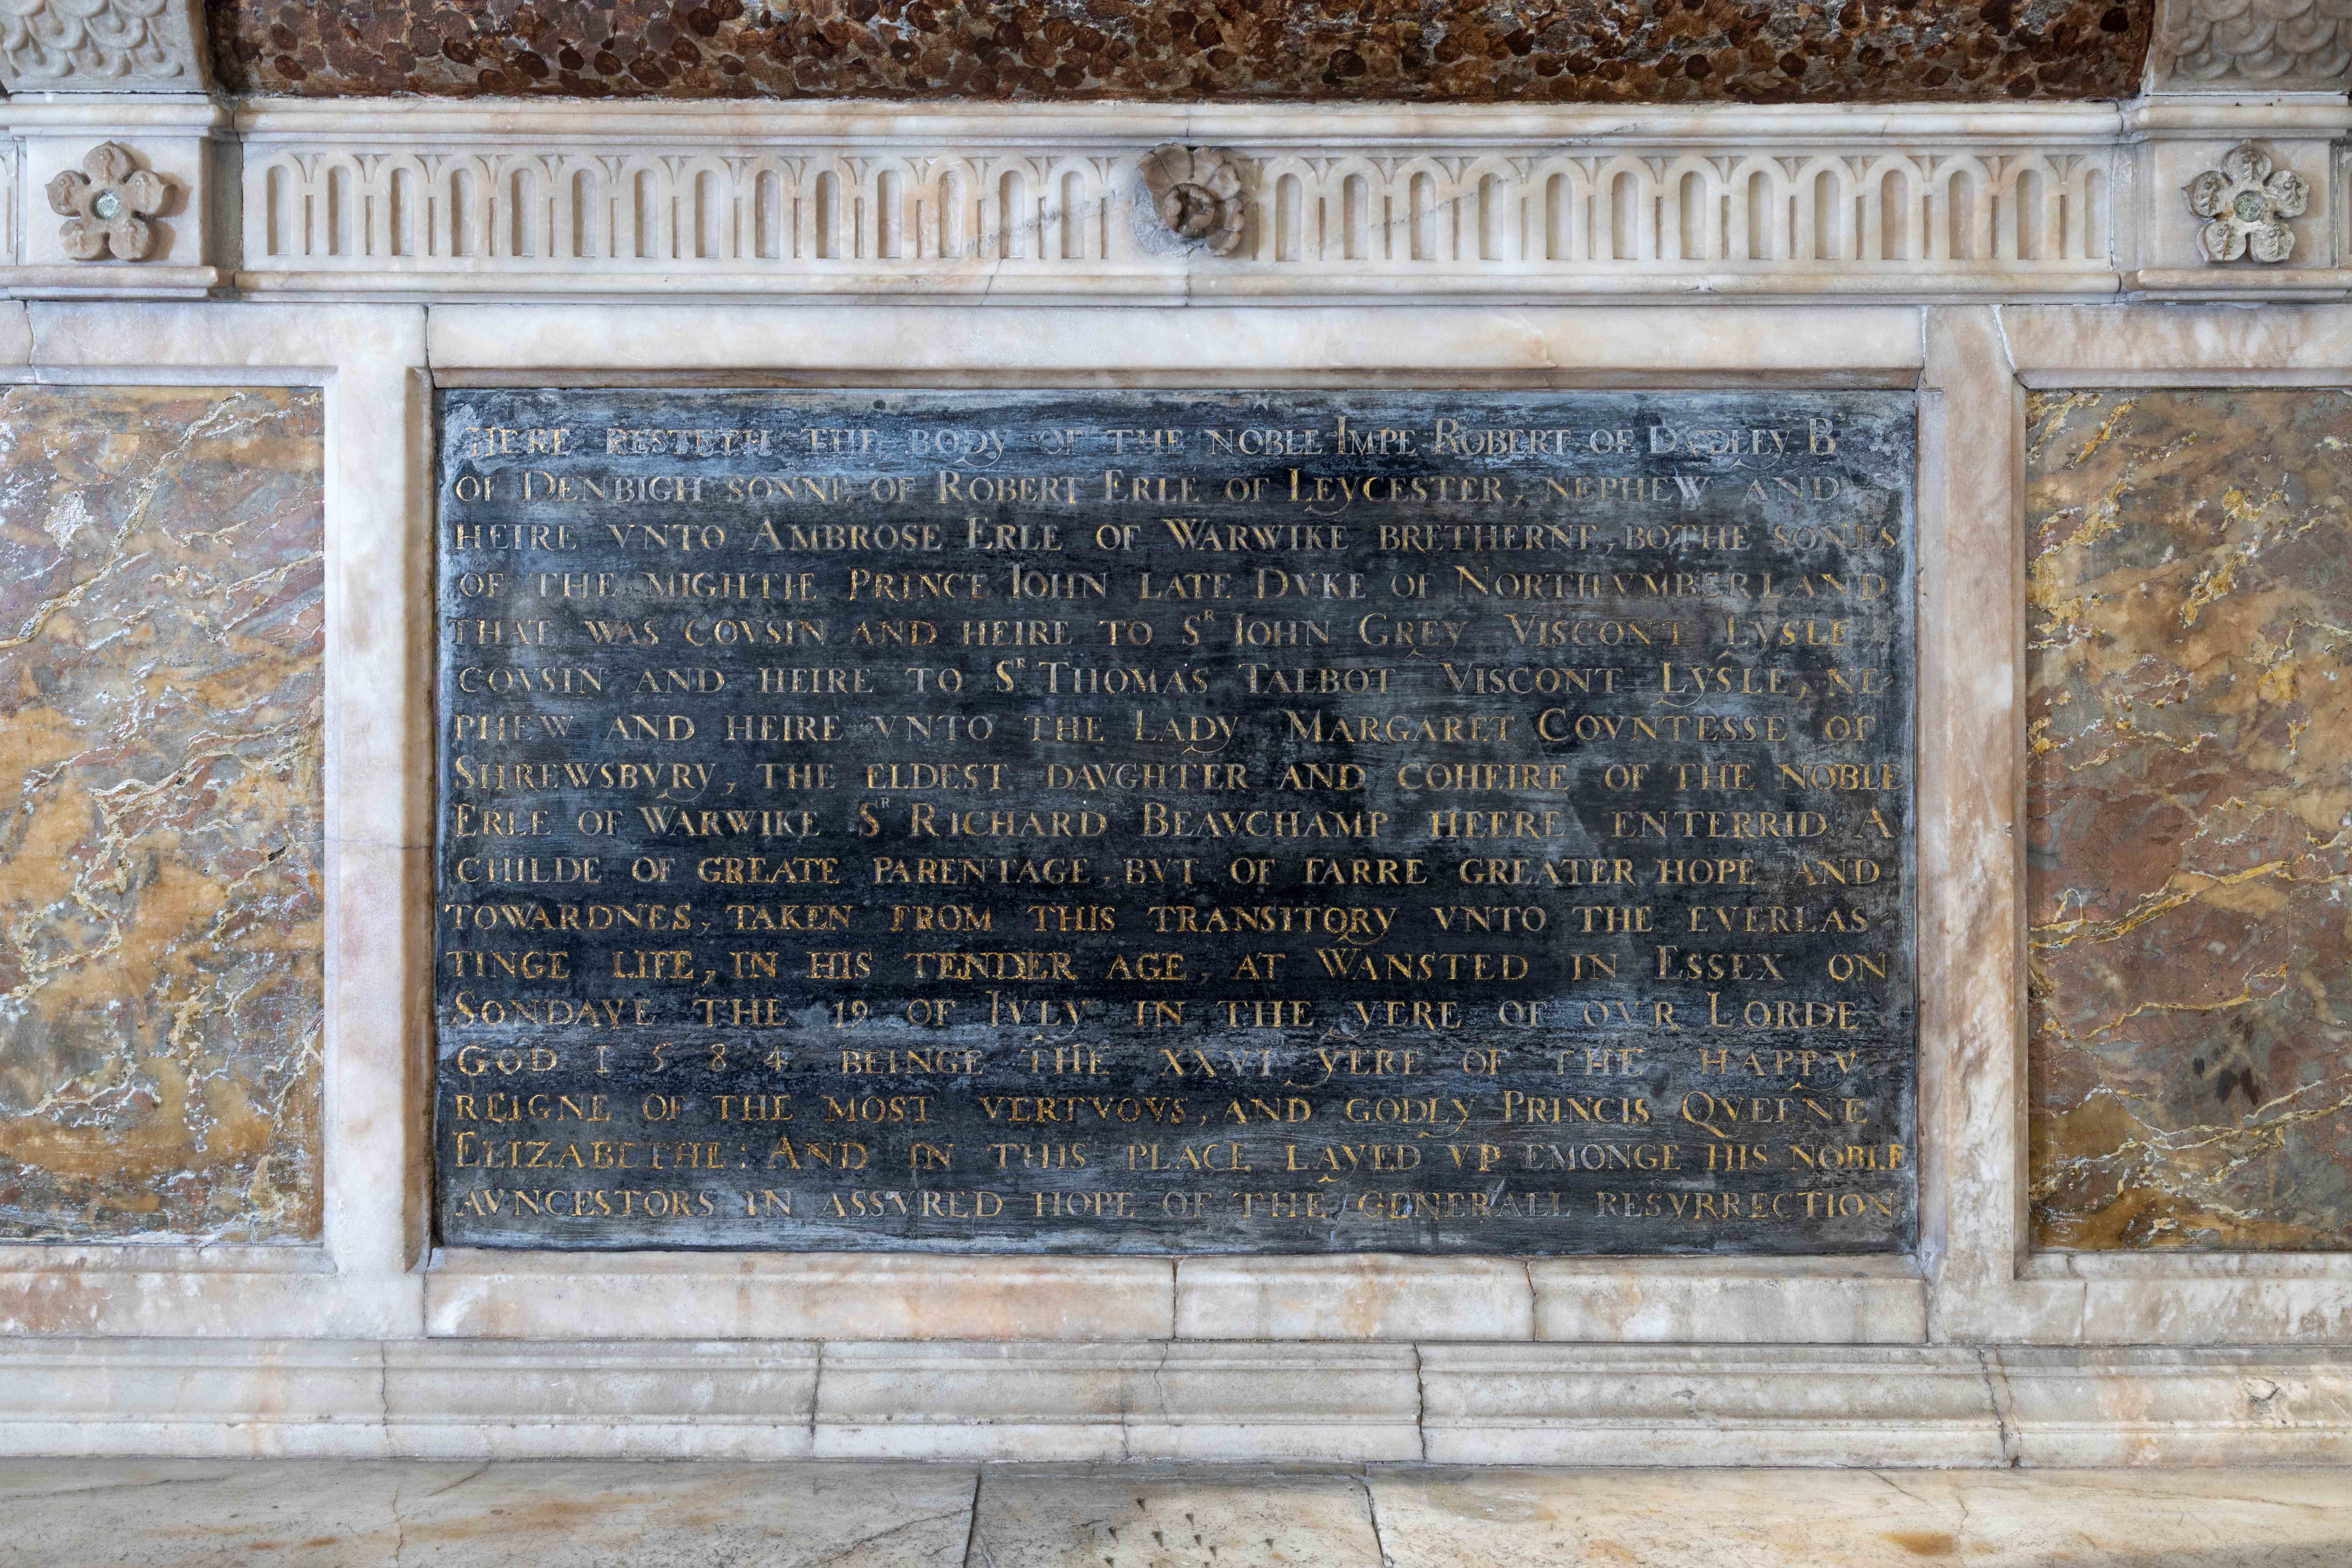 HERE RESTETH THE BODY OF THE NOBLE IMPE ROBERT OF DVDLEY B
OF DENBIGH SONNE OF ROBERT ERLE OF LEYCESTER, NEPHEW AND
HEIRE VNTO AMBROSE ERLE OF WARWIKE BRETHERNE, BOTHE SONES
OF THE MIGHTIE PRINCE IOHN LATE DVKE OF NORTHVMBERLAND
THAT WAS COVSIN AND HEIRE TO SR IOHN GREY VISCONT LYSLE,
COVSIN AND HEIRE TO SR THOMAS TALBOT VISCONT LYSLE, NE-
PHEW AND HEIRE VNTO THE LADY MARGARET COVNTESSE OF
SHREWSBVRY, THE ELDEST DAVGHTER AND COHEIRE OF THE NOBLE
ERLE OF WARWIKE SR RICHARD BEAVCHAMP HEERE ENTERRID A
CHILDE OF GREATE PARENTAGE, BVT OF FARRE GREATER HOPE AND
TOWARDNES, TAKEN FROM THIS TRANSITORY VNTO THE EVERLAS-
TINGE LIFE, IN HIS TENDER AGE, AT WANSTED IN ESSEX ON
SONDAYE THE 19 OF IVLY IN THE YERE OF OVR LORDE
GOD 1584 BEINGE THE XXVI YERE OF THE HAPPY
REIGNE OF THE MOST VERTVOVS, AND GODLY PRINCIS QVEENE
ELIZABETHE: AND IN THIS PLACE LAYED VP EMONGE HIS NOBLE
AVNCESTORS IN ASSVRED HOPE OF THE GENERALL RESVRRECTION